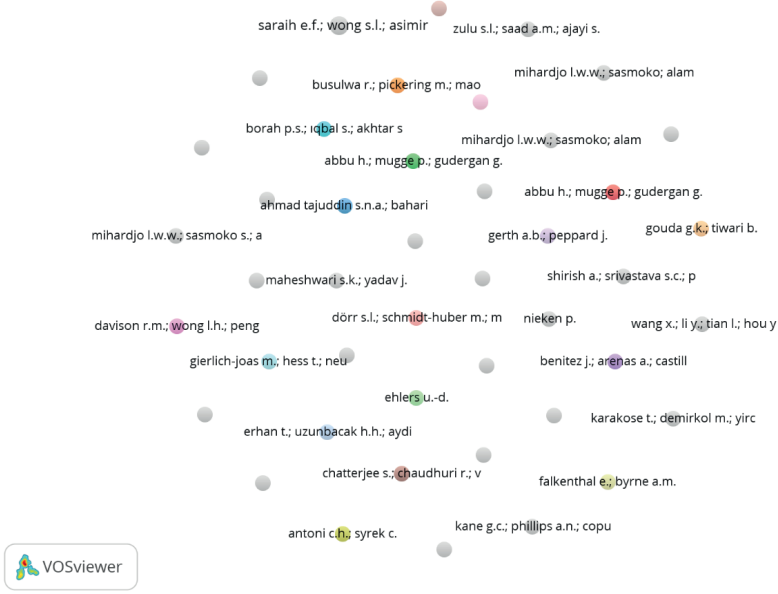 saraih e.f.; wong s.l.; asimir
zulu s.l.; saad a.m.; ajayi s.
mihardjo l.w.w.; sasmoko; alam
busulwa r.; pickering m.; mao
borah p.s.; iqbal s.; akhtar s
mihardjo l.w.w.; sasmoko; alam
abbu h.; mugge p.; gudergan g.
abbu h.; mugge p.; gudergan g.
ahmad tajuddin s.n.a.; bahari
gouda g.k.; tiwari b.
mihardjo l.w.w.; sasmoko s.; a
gerth a.b.; peppard j.
maheshwari s.k.; yadav j.
shirish a.; srivastava s.c.; p
dörr s.l.; schmidt-huber m.; m
nieken p.
wang x.; li y.; tian l.; hou y
davison r.m.; wong l.h.; peng
gierlich-joas m.; hess t.; neu
benitez j.; arenas a.; castill
ehlers u.-d.
karakose t.; demirkol m.; yirc
erhan t.; uzunbacak h.h.; aydi
chatterjee s.; chaudhuri r.; v
falkenthal e.; byrne a.m.
kane g.c.; phillips a.n.; copu
antoni c.h.; syrek c.
VOSviewer